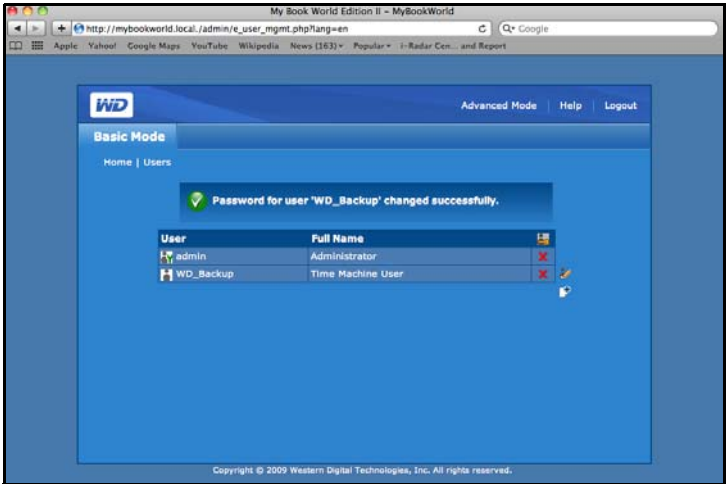 My Book World Edition II – MyBookWorld
http://mybookworld.local./admin/e_user_mgmt.php?lang=en
Google
Apple Yahoo! Google Maps YouTube Wikipedia News (163) Popular i-Radar Cen... and Report
WD
Advanced Mode | Help | Logout
Basic Mode
Home | Users
Password for user 'WD_Backup' changed successfully.
User Full Name
admin Administrator
WD_Backup Time Machine User
Copyright © 2009 Western Digital Technologies, Inc. All rights reserved.